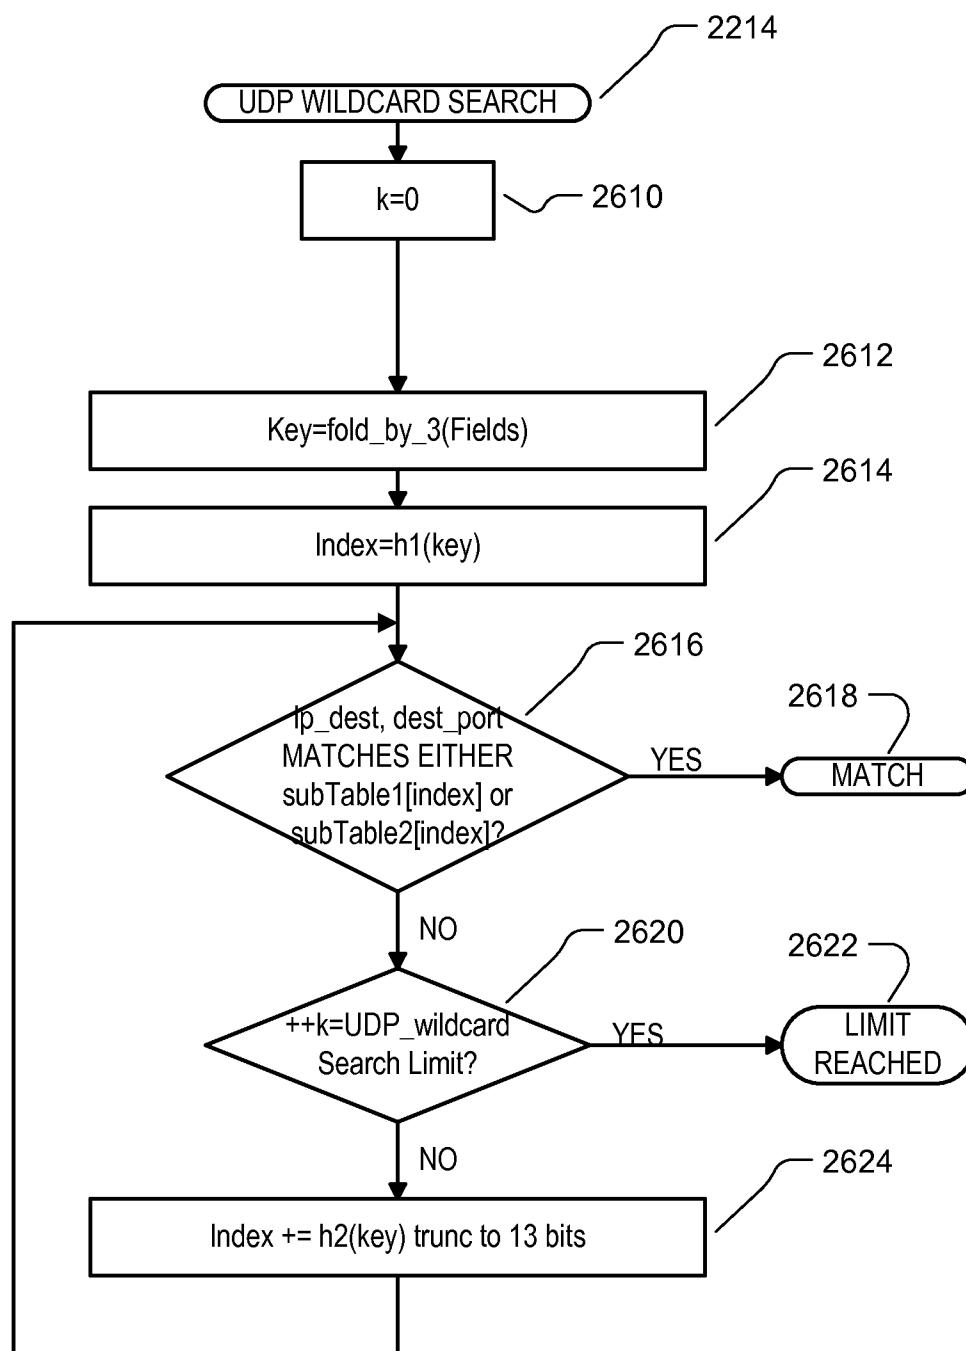 2214
UDP WILDCARD SEARCH
k=0
2610
2612
Key=fold_by_3(Fields)
2614
Index=h1(key)
2616
Ip_dest, dest_port
MATCHES EITHER
subTable1[index] or
subTable2[index]?
YES
2618
MATCH
NO
2620
++k=UDP_wildcard
Search Limit?
YES
2622
LIMIT
REACHED
NO
2624
Index += h2(key) trunc to 13 bits